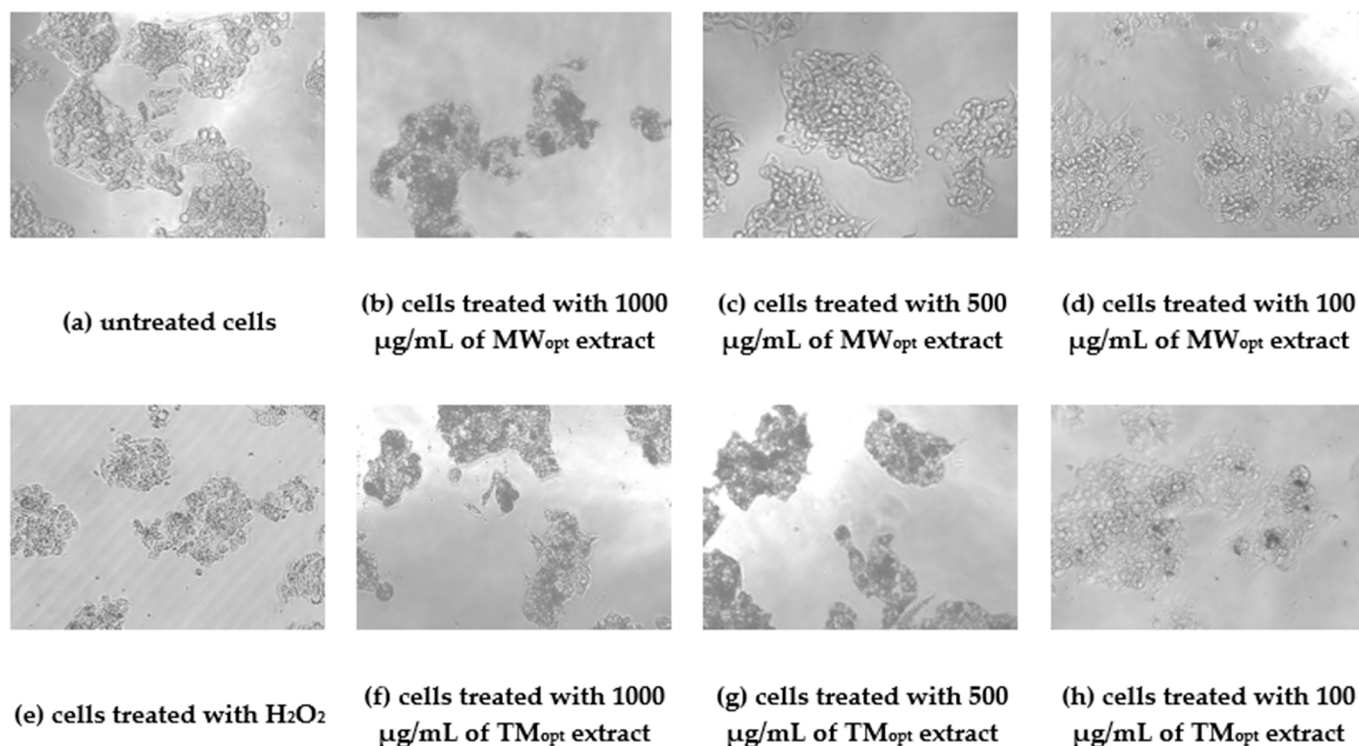 (a) untreated cells
(b) cells treated with 1000
µg/mL of MWopt extract
(c) cells treated with 500
µg/mL of MWopt extract
(d) cells treated with 100
µg/mL of MWopt extract
(e) cells treated with H2O2
(f) cells treated with 1000
µg/mL of TMopt extract
(g) cells treated with 500
µg/mL of TMopt extract
(h) cells treated with 100
µg/mL of TMopt extract